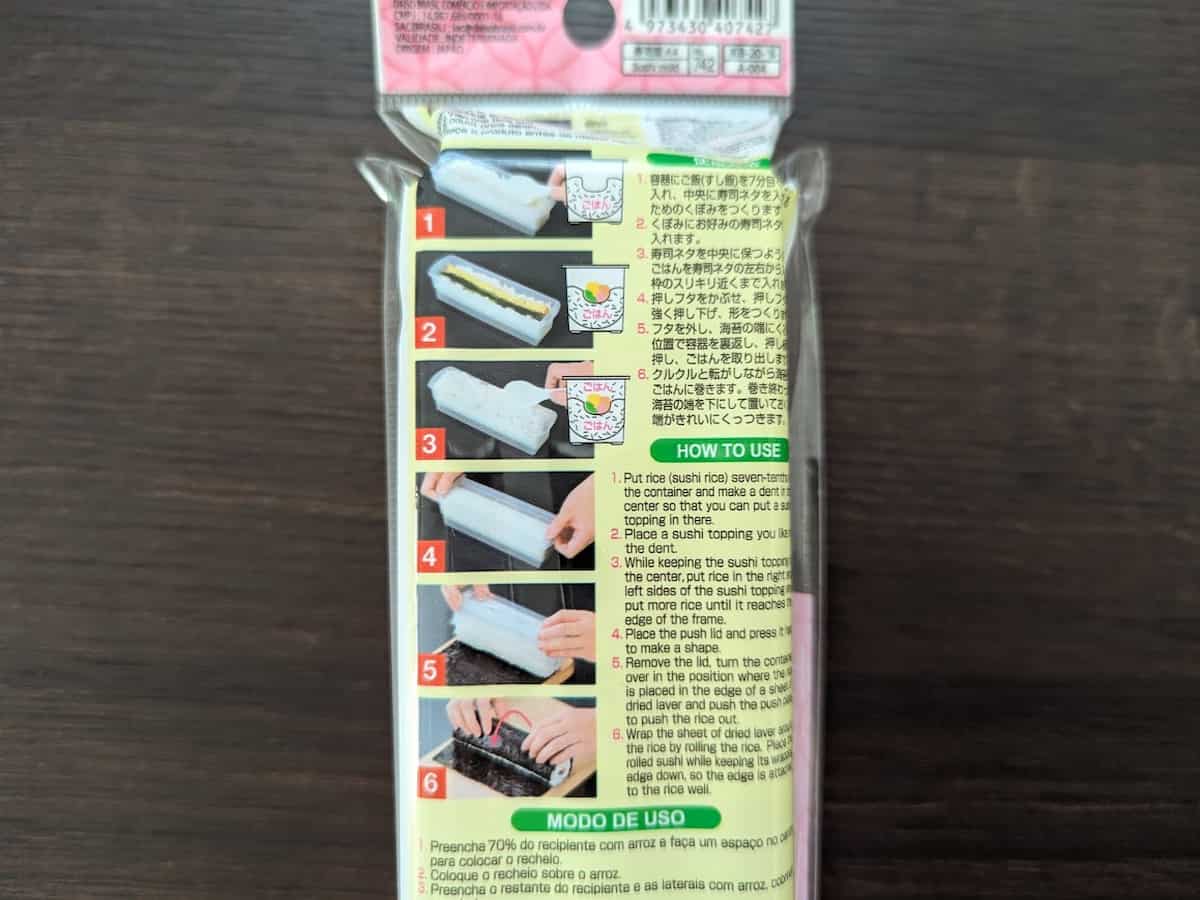 DAISO BRASIL COMÉRCIO E IMPORTAÇÃO LTDA
VALIDADE: INDETERMINADA
ORIGEM: JAPÃO
4 973430 407427
742
A-004
1
ごはん
2
ごはん
3
ごはん
ごはん
4
5
6
1. 容器にご飯(すし飯)を7分目
入れ、中央に寿司ネタを入
ためのくぼみをつくります
2. くぼみにお好みの寿司ネタ
入れます。
3. 寿司ネタを中央に保つよう
ごはんを寿司ネタの左右から
枠のスリキリ近くまで入れ
4. 押しフタをかぶせ、押しフ
強く押し下げ、形をつくり
5. フタを外し、海苔の端にく
位置で容器を裏返し、押し
押し、ごはんを取り出しま
6. クルクルと転がしながら海
ごはんに巻きます。巻き終わ
海苔の端を下にして置いてお
端がきれいにくっつきます。
HOW TO USE
1. Put rice (sushi rice) seven-tenth
the container and make a dent in
center so that you can put a su
topping in there.
2. Place a sushi topping you like
the dent.
3. While keeping the sushi topping
the center, put rice in the right
left sides of the sushi topping
put more rice until it reaches
edge of the frame.
4. Place the push lid and press it
to make a shape.
5. Remove the lid, turn the contain
over in the position where the
is placed in the edge of a sheet
dried laver and push the push
to push the rice out.
6. Wrap the sheet of dried laver
the rice by rolling the rice. Place
rolled sushi while keeping its
edge down, so the edge is attac
to the rice well.
MODO DE USO
1. Preencha 70% do recipiente com arroz e faça um espaço no
para colocar o recheio.
2. Coloque o recheio sobre o arroz.
3. Preencha o restante do recipiente e as laterais com arroz,